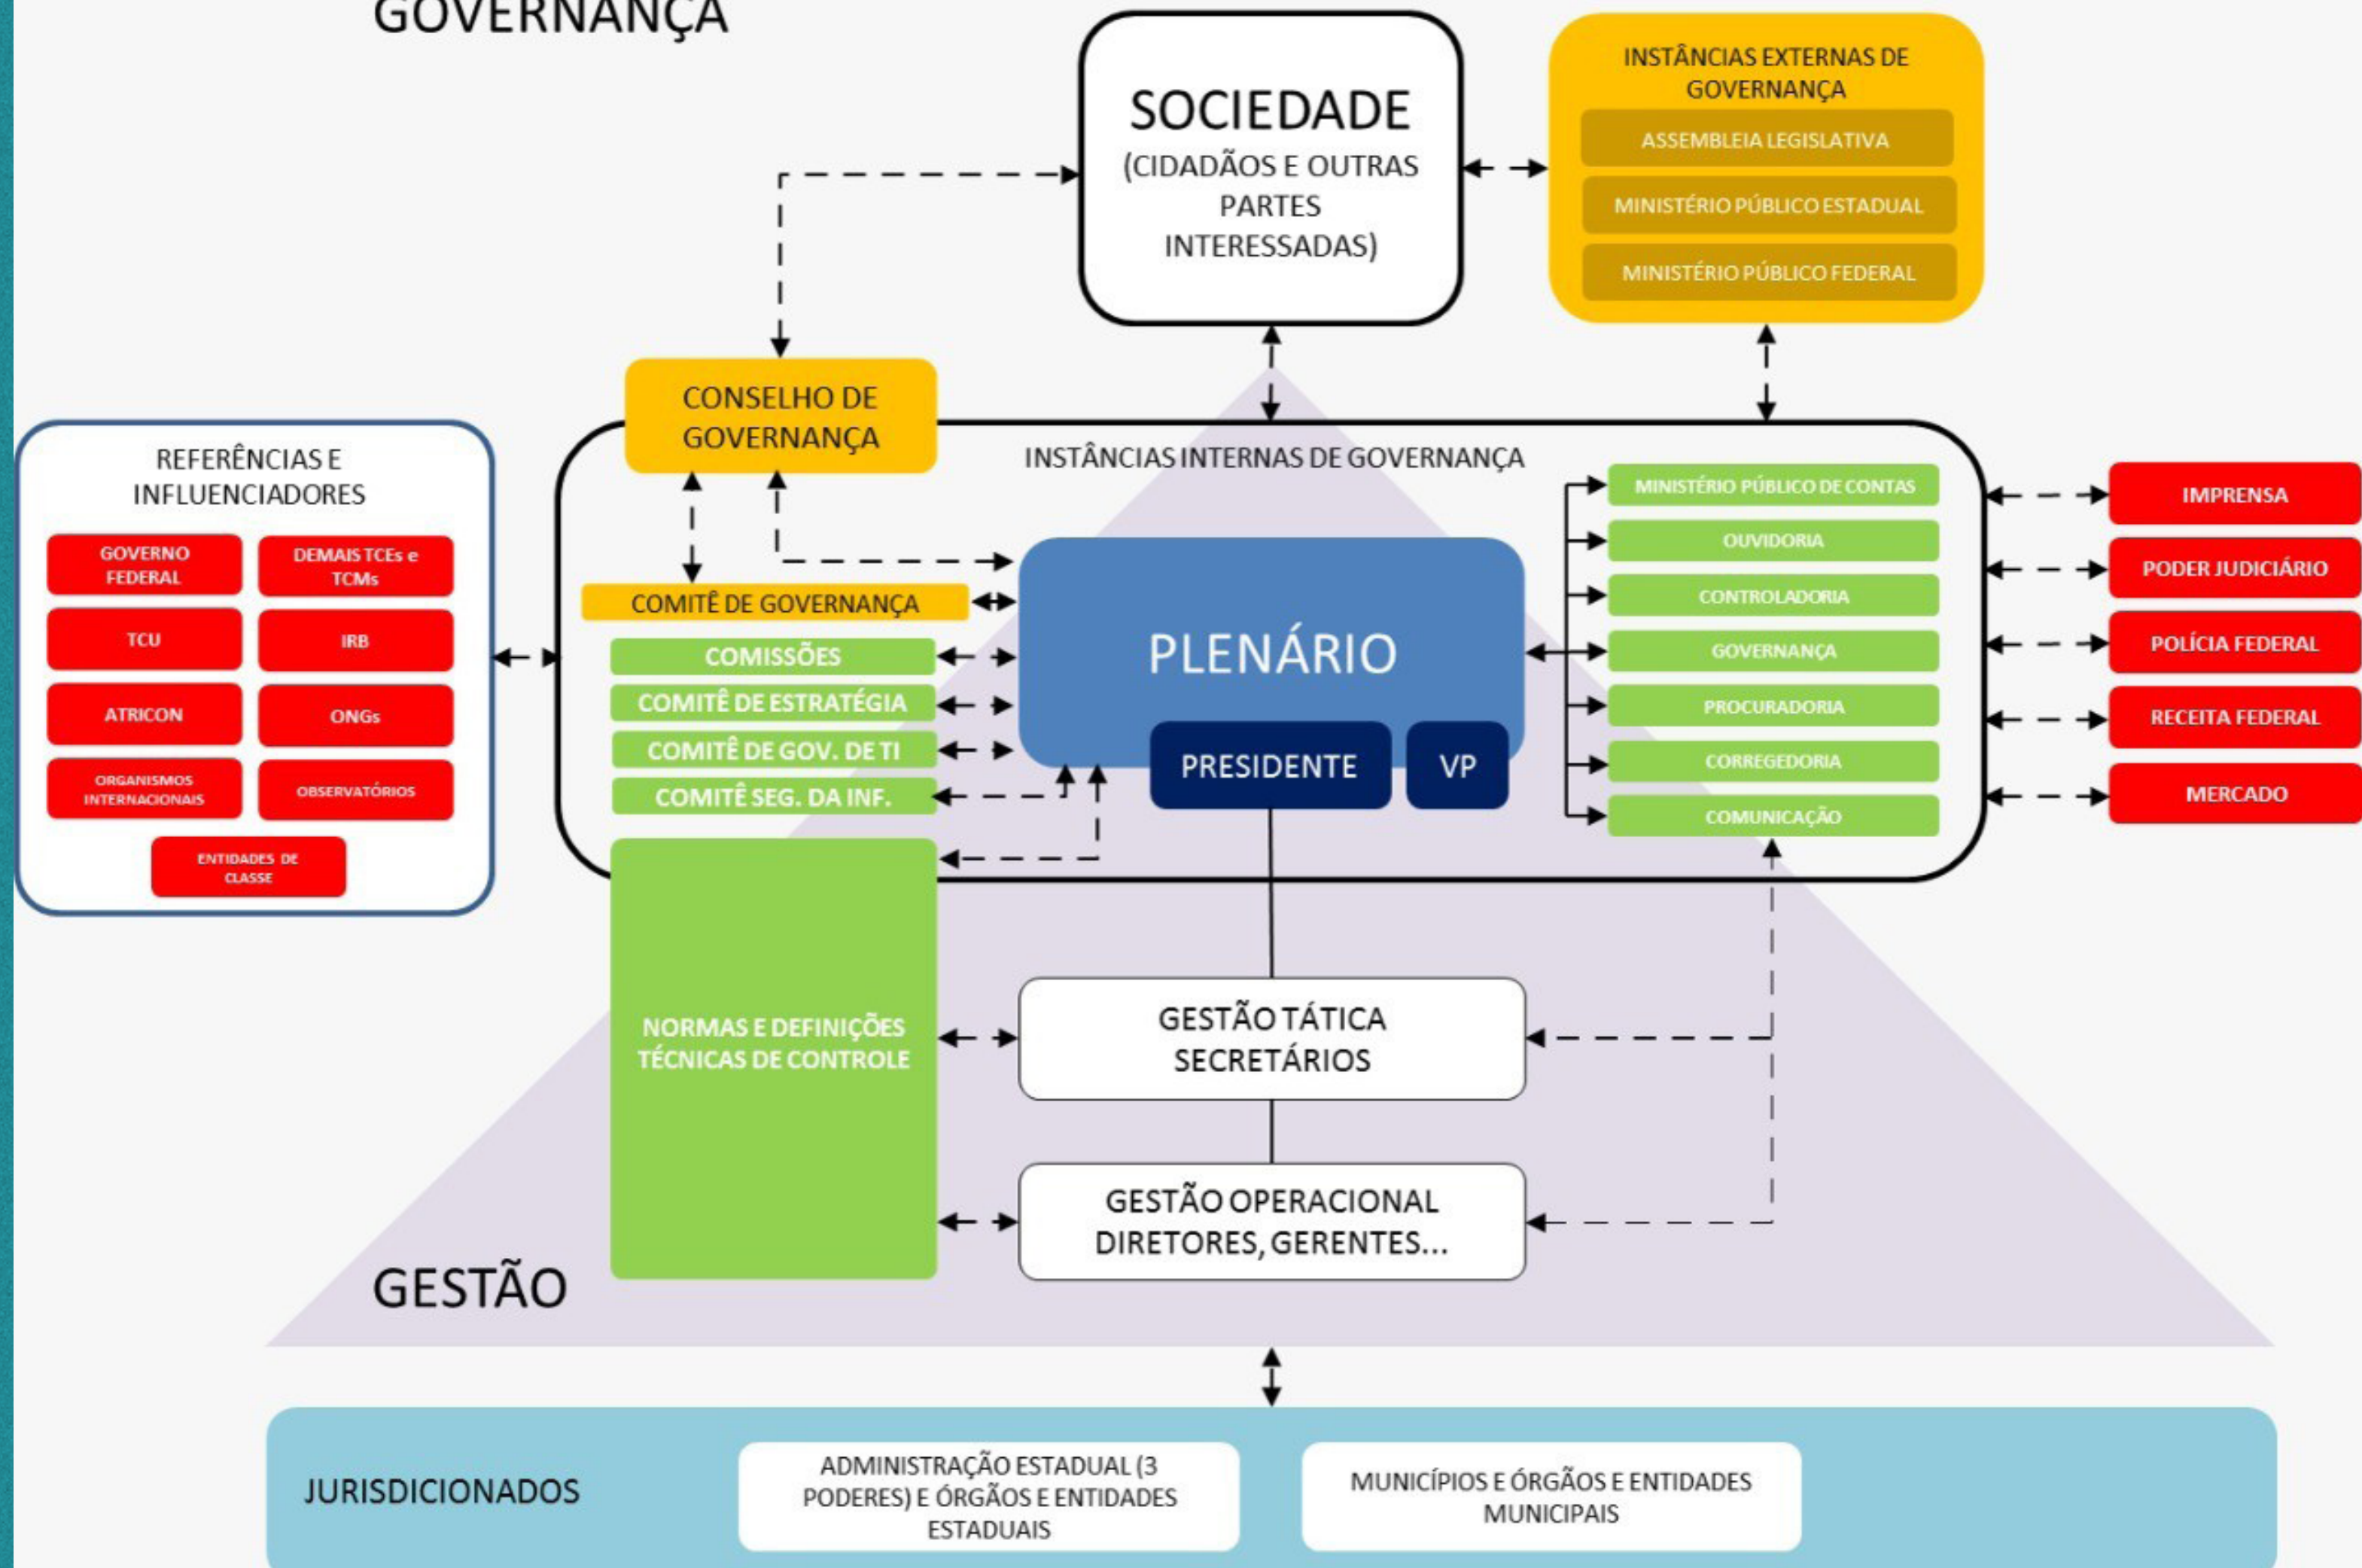 GOVERNANÇA
SOCIEDADE
(CIDADÃOS E OUTRAS
PARTES
INTERESSADAS)
INSTÂNCIAS EXTERNAS DE
GOVERNANÇA
ASSEMBLEIA LEGISLATIVA
MINISTÉRIO PÚBLICO ESTADUAL
MINISTÉRIO PÚBLICO FEDERAL
CONSELHO DE
GOVERNANÇA
REFERÊNCIAS E
INFLUENCIADORES
GOVERNO
FEDERAL
DEMAIS TCEs e
TCMs
TCU
IRB
ATRICON
ONGs
ORGANISMOS
INTERNACIONAIS
OBSERVATÓRIOS
ENTIDADES DE
CLASSE
INSTÂNCIAS INTERNAS DE GOVERNANÇA
COMITÊ DE GOVERNANÇA
COMISSÕES
COMITÊ DE ESTRATÉGIA
COMITÊ DE GOV. DE TI
COMITÊ SEG. DA INF.
PLENÁRIO
PRESIDENTE
VP
MINISTÉRIO PÚBLICO DE CONTAS
OUVIDORIA
CONTROLADORIA
GOVERNANÇA
PROCURADORIA
CORREGEDORIA
COMUNICAÇÃO
IMPRENSA
PODER JUDICIÁRIO
POLÍCIA FEDERAL
RECEITA FEDERAL
MERCADO
NORMAS E DEFINIÇÕES
TÉCNICAS DE CONTROLE
GESTÃO TÁTICA
SECRETÁRIOS
GESTÃO OPERACIONAL
DIRETORES, GERENTES...
GESTÃO
JURISDICIONADOS
ADMINISTRAÇÃO ESTADUAL (3
PODERES) E ÓRGÃOS E ENTIDADES
ESTADUAIS
MUNICÍPIOS E ÓRGÃOS E ENTIDADES
MUNICIPAIS